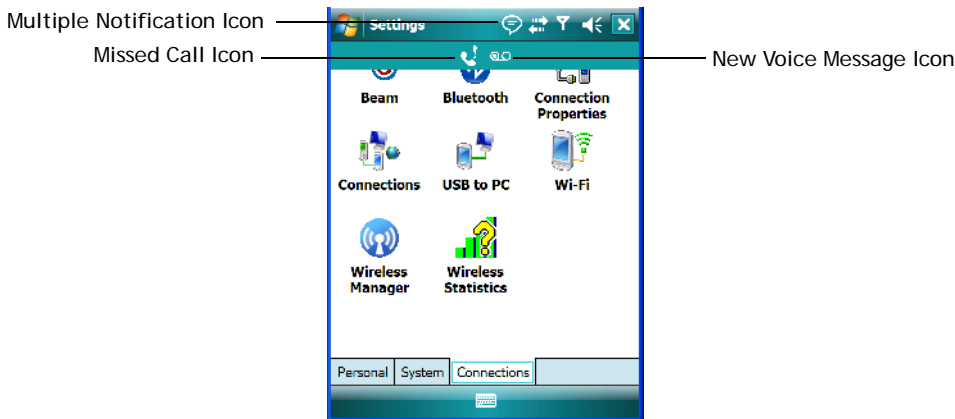 Multiple Notification Icon
Settings
Missed Call Icon
New Voice Message Icon
Beam
Bluetooth
Connection
Properties
Connections
USB to PC
Wi-Fi
Wireless
Manager
Wireless
Statistics
Personal
System
Connections